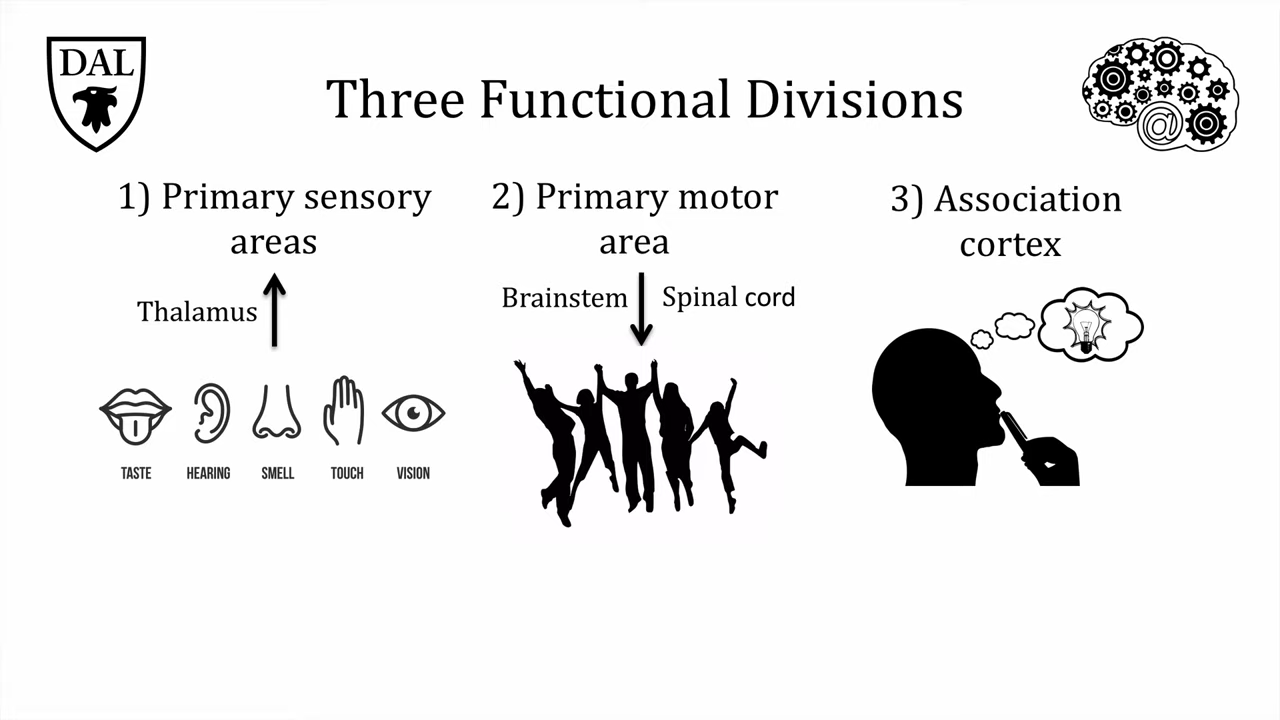 DAL
Three Functional Divisions
@
1) Primary sensory
areas
Thalamus
TASTE HEARING SMELL TOUCH VISION
2) Primary motor
area
Brainstem Spinal cord
3) Association
cortex